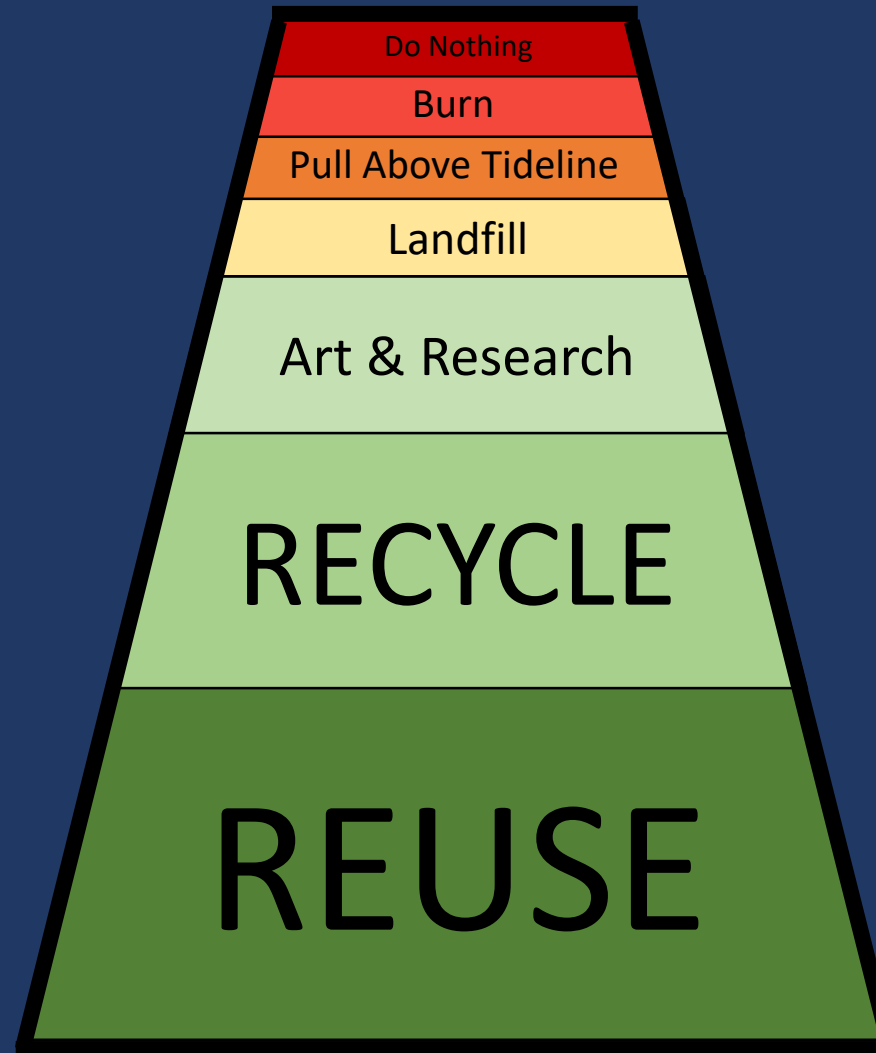 Do Nothing
Burn
Pull Above Tideline
Landfill
Art & Research
RECYCLE
REUSE